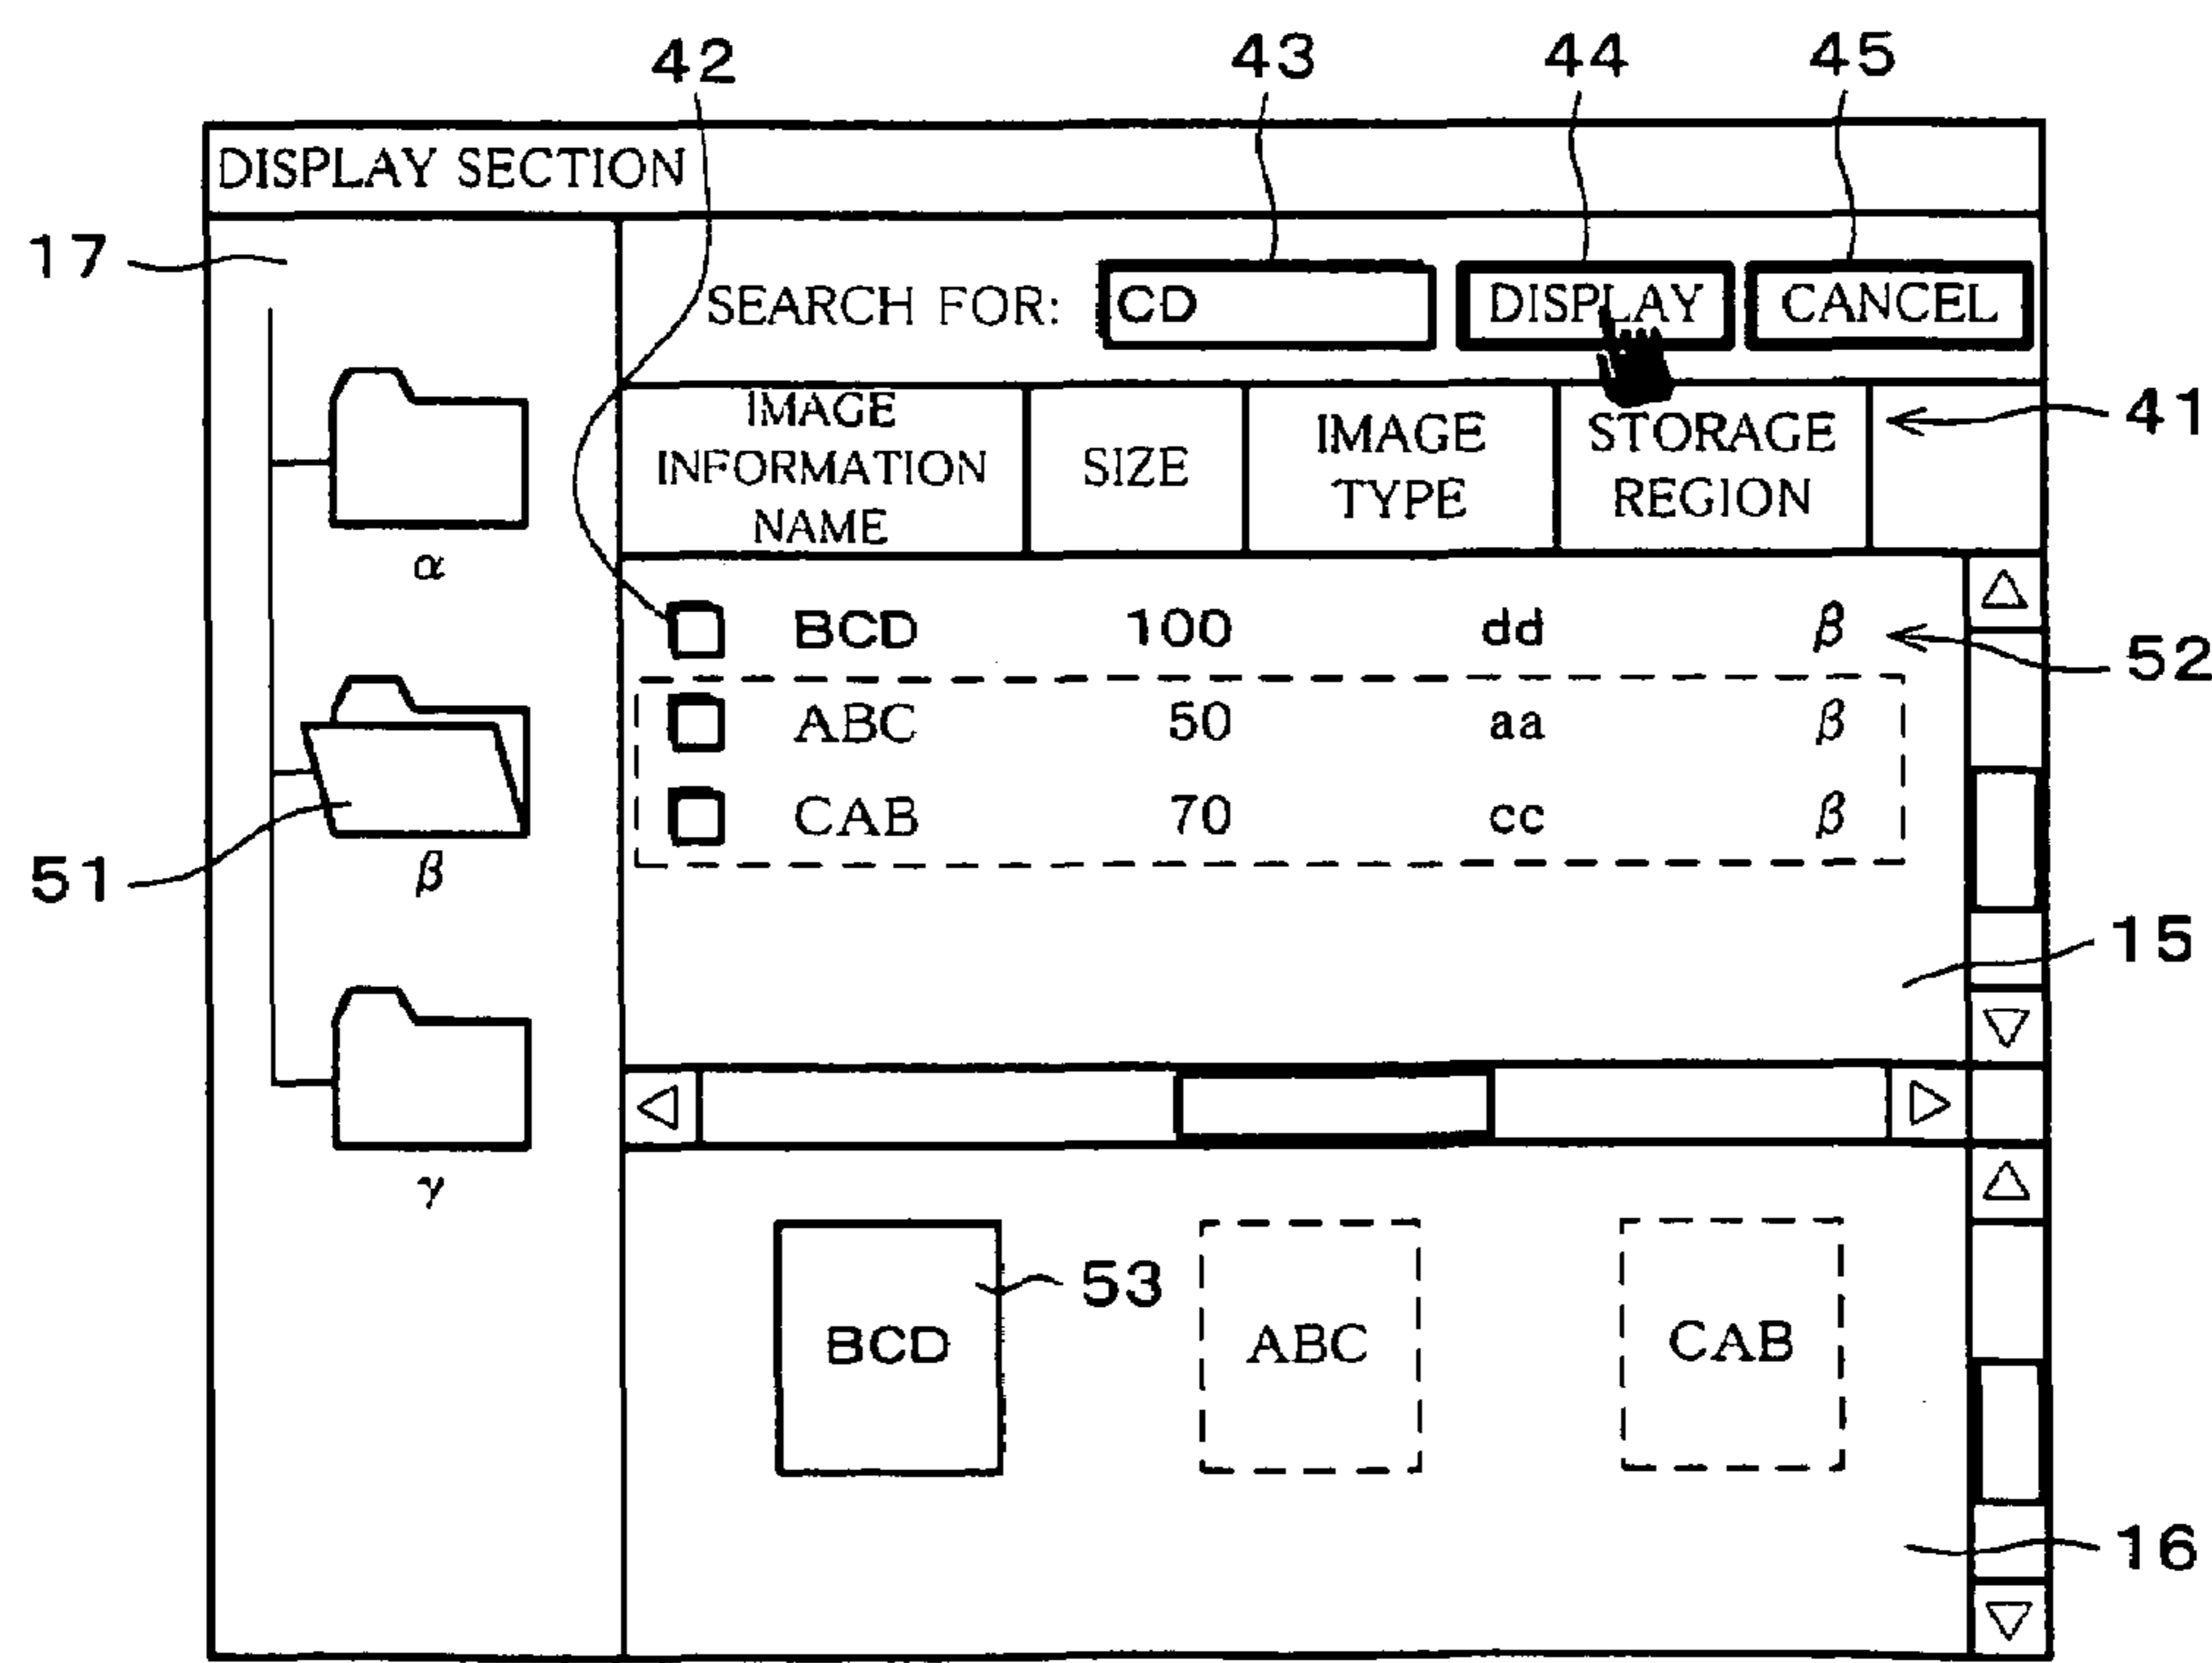 42 43 44 45
DISPLAY SECTION
17
SEARCH FOR: CD DISPLAY CANCEL
IMAGE INFORMATION NAME SIZE IMAGE TYPE STORAGE REGION 41
α
BCD 100 dd β 52
ABC 50 aa β
CAB 70 cc β
51 β
15
γ
53
BCD ABC CAB
16